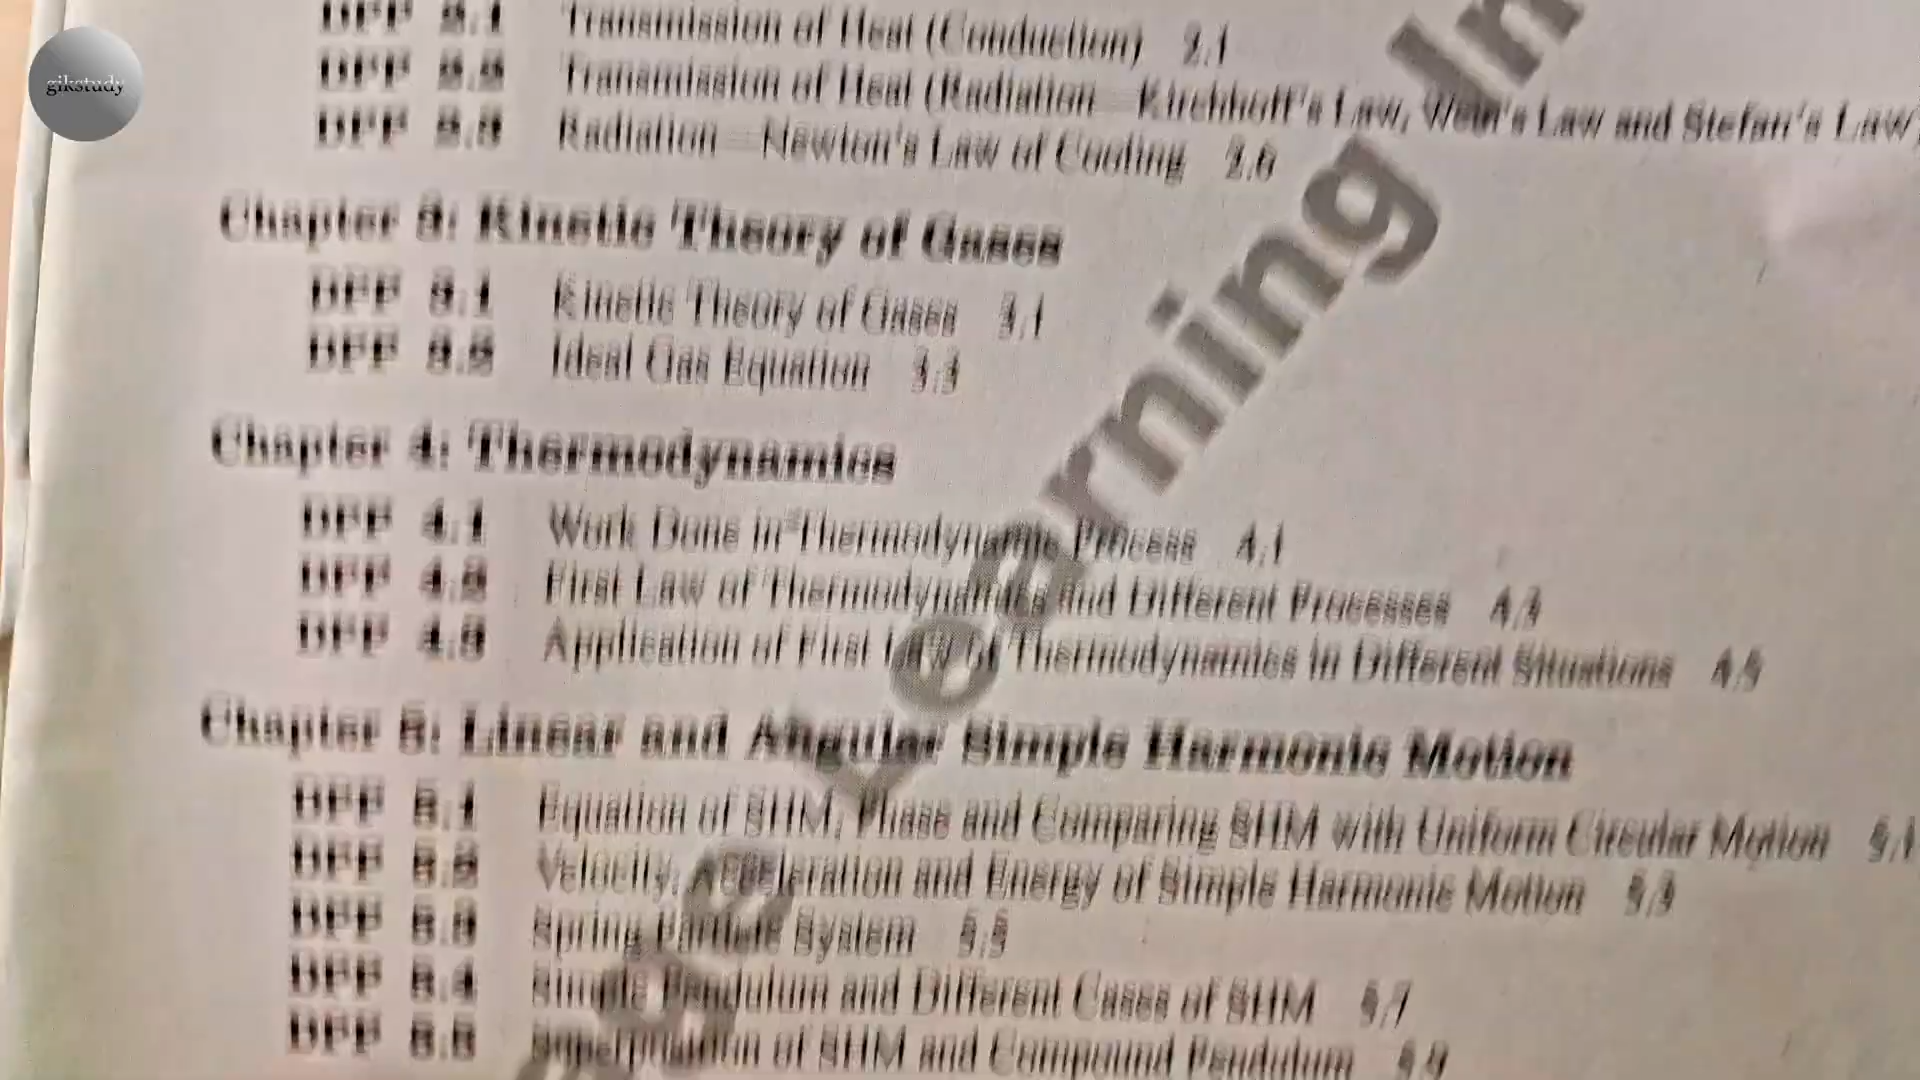 gikstudy
DPP 2.1 Transmission of Heat (Conduction) 2.1
DPP 2.2 Transmission of Heat (Radiation—Kirchhoff's Law, Wein's Law and Stefan's Law)
DPP 2.3 Radiation—Newton's Law of Cooling 2.6
Chapter 3: Kinetic Theory of Gases
DPP 3.1 Kinetic Theory of Gases 3.1
DPP 3.2 Ideal Gas Equation 3.3
Chapter 4: Thermodynamics
DPP 4.1 Work Done in Thermodynamic Process 4.1
DPP 4.2 First Law of Thermodynamics and Different Processes 4.3
DPP 4.3 Application of First Law of Thermodynamics in Different Situations 4.5
Chapter 5: Linear and Angular Simple Harmonic Motion
DPP 5.1 Equation of SHM, Phase and Comparing SHM with Uniform Circular Motion 5.1
DPP 5.2 Velocity, Acceleration and Energy of Simple Harmonic Motion 5.3
DPP 5.3 Spring Particle System 5.5
DPP 5.4 Simple Pendulum and Different Cases of SHM 5.7
DPP 5.5 Superposition of SHM and Compound Pendulum 5.9
Learning In